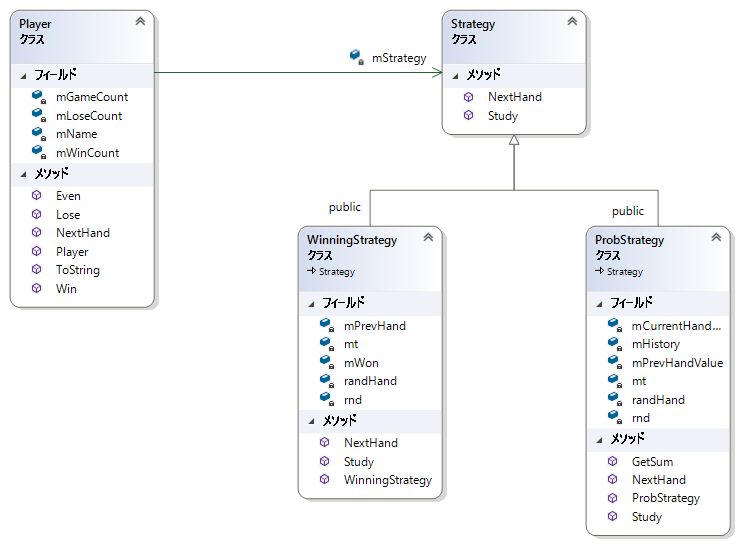 Player
クラス
フィールド
mGameCount
mLoseCount
mName
mWinCount
メソッド
Even
Lose
NextHand
Player
ToString
Win
mStrategy
Strategy
クラス
メソッド
NextHand
Study
public
public
WinningStrategy
クラス
Strategy
フィールド
mPrevHand
mt
mWon
randHand
rnd
メソッド
NextHand
Study
WinningStrategy
ProbStrategy
クラス
Strategy
フィールド
mCurrentHand...
mHistory
mPrevHandValue
mt
randHand
rnd
メソッド
GetSum
NextHand
ProbStrategy
Study